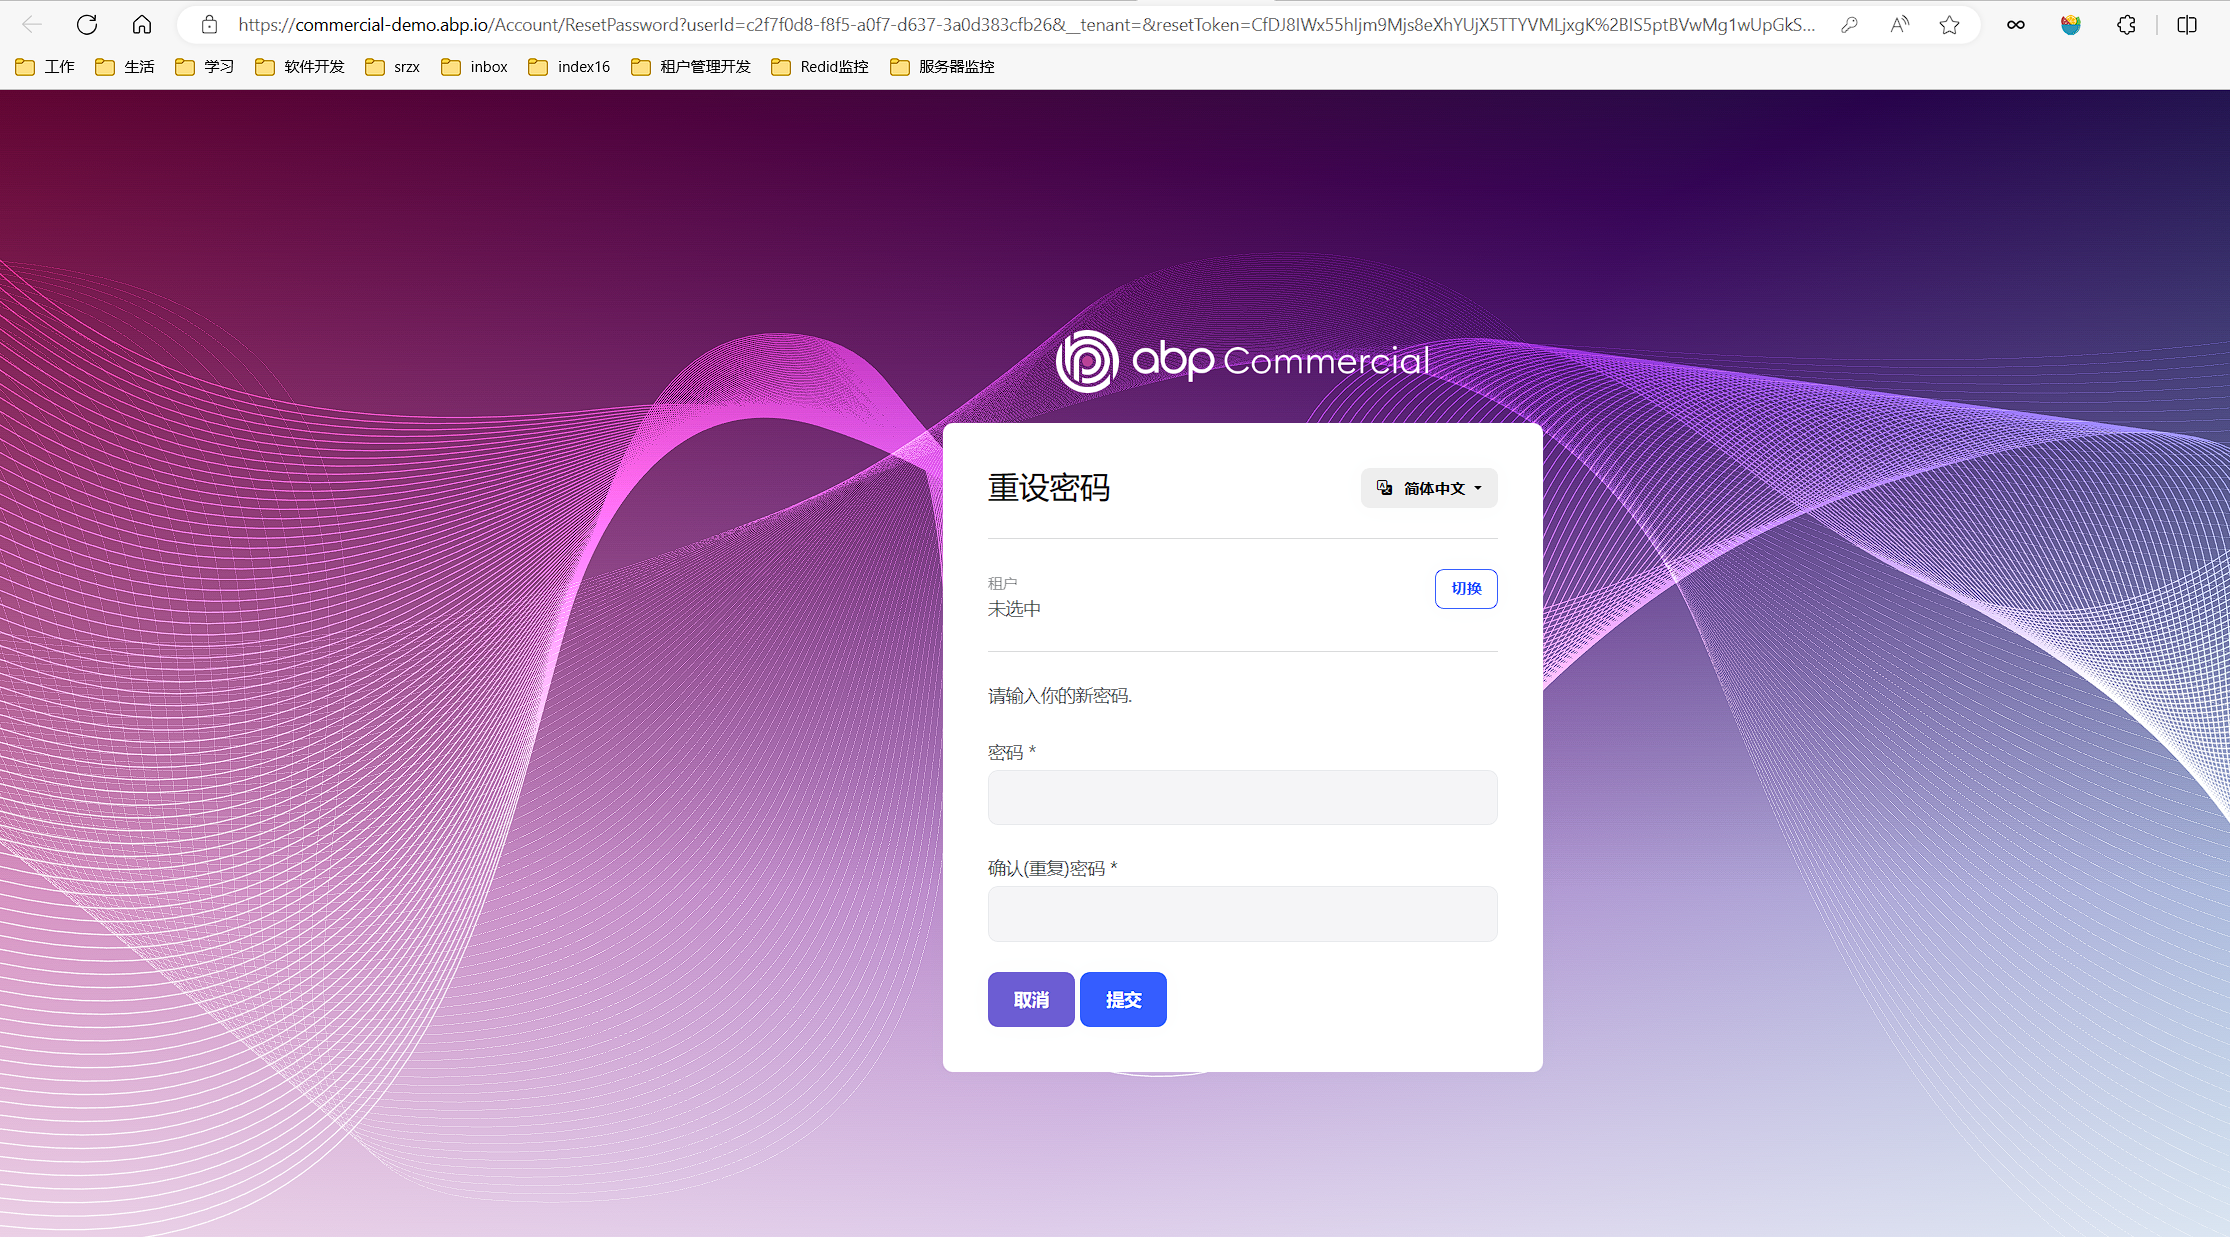 https://commercial-demo.abp.io/Account/ResetPassword?userId=c2f7f0d8-f8f5-a0f7-d637-3a0d383cfb26&__tenant=&resetToken=CfDJ8IWx55hIjm9Mjs8eXhYUjX5TTYVMLjxgK%2BIS5ptBVwMg1wUpGkS...
工作 生活 学习 软件开发 srzx inbox index16 租户管理开发 Redid监控 服务器监控
abp Commercial
重设密码 简体中文
租户
未选中 切换
请输入你的新密码.
密码 *
确认(重复)密码 *
取消 提交